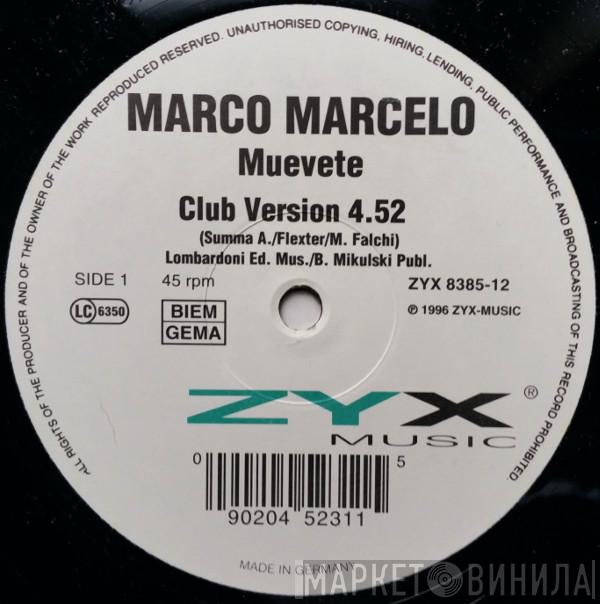 ALL RIGHTS OF THE PRODUCER AND OF THE OWNER OF THE WORK REPRODUCED RESERVED. UNAUTHORISED COPYING, HIRING, LENDING, PUBLIC PERFORMANCE AND BROADCASTING OF THIS RECORD PROHIBITED.
MARCO MARCELO
Muevete
Club Version 4.52
(Summa A./Flexter/M. Falchi)
Lombardoni Ed. Mus./B. Mikulski Publ.
SIDE 1 45 rpm ZYX 8385-12
LC 6350 BIEM ℗ 1996 ZYX-MUSIC
GEMA
ZYX ®
MUSIC
0 5
90204 52311
MADE IN GERMANY
МАРКЕТ ВИНИЛА